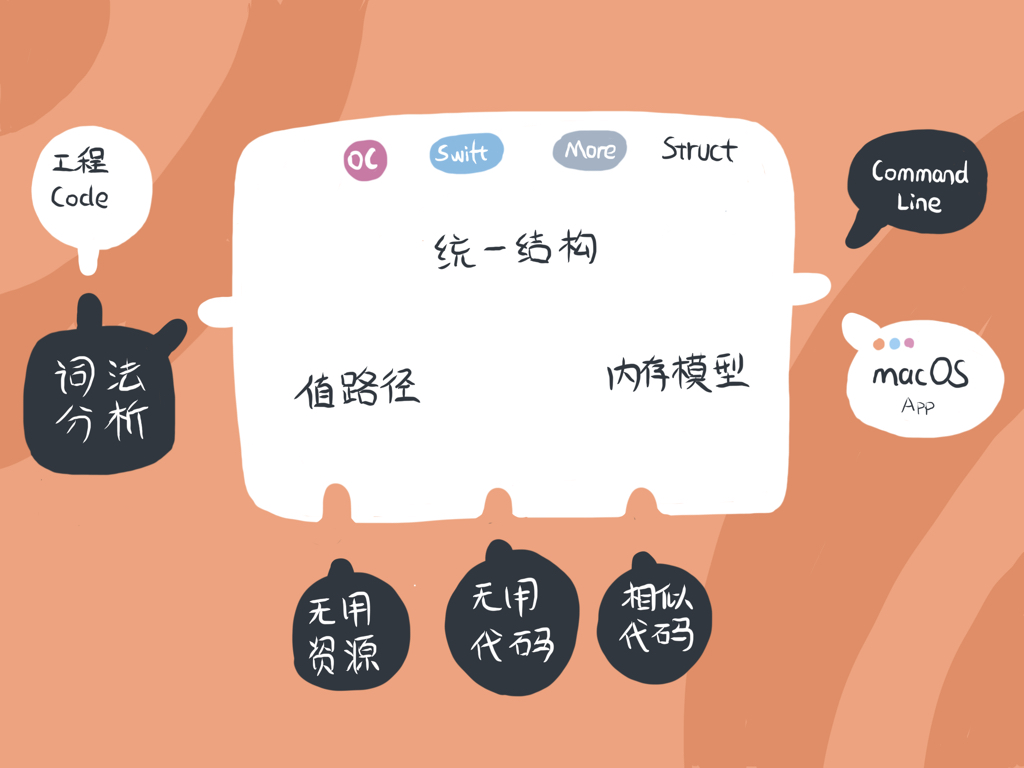 工程
Code
词法
分析
OC
Swift
More
Struct
统一结构
值路径
内存模型
无用
资源
无用
代码
相似
代码
Command
Line
macOS
App